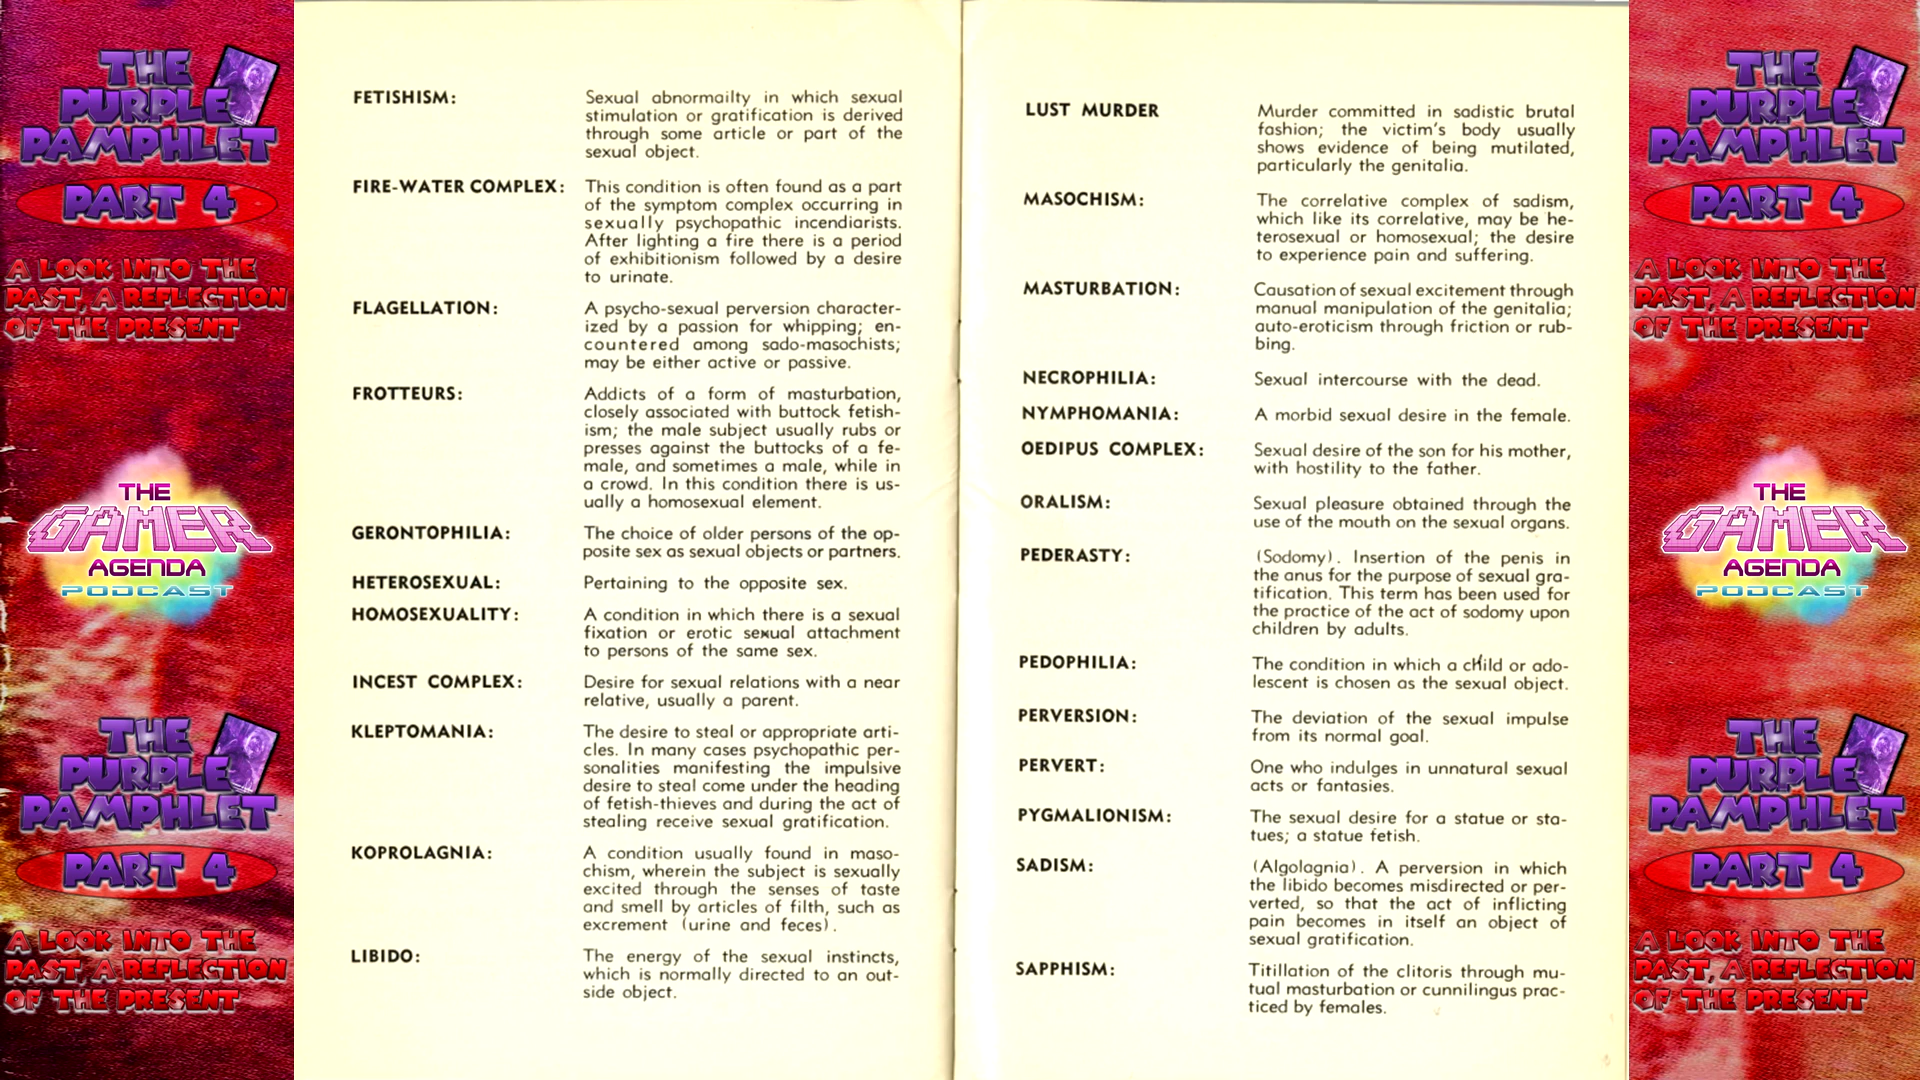 THE
PURPLE
PAMPHLET
PART 4
A LOOK INTO THE
PAST, A REFLECTION
OF THE PRESENT
THE
GAMER
AGENDA
PODCAST
THE
PURPLE
PAMPHLET
PART 4
A LOOK INTO THE
PAST, A REFLECTION
OF THE PRESENT
FETISHISM: Sexual abnormailty in which sexual
stimulation or gratification is derived
through some article or part of the
sexual object.
FIRE-WATER COMPLEX: This condition is often found as a part
of the symptom complex occurring in
sexually psychopathic incendiarists.
After lighting a fire there is a period
of exhibitionism followed by a desire
to urinate.
FLAGELLATION: A psycho-sexual perversion character-
ized by a passion for whipping; en-
countered among sado-masochists;
may be either active or passive.
FROTTEURS: Addicts of a form of masturbation,
closely associated with buttock fetish-
ism; the male subject usually rubs or
presses against the buttocks of a fe-
male, and sometimes a male, while in
a crowd. In this condition there is us-
ually a homosexual element.
GERONTOPHILIA: The choice of older persons of the op-
posite sex as sexual objects or partners.
HETEROSEXUAL: Pertaining to the opposite sex.
HOMOSEXUALITY: A condition in which there is a sexual
fixation or erotic sexual attachment
to persons of the same sex.
INCEST COMPLEX: Desire for sexual relations with a near
relative, usually a parent.
KLEPTOMANIA: The desire to steal or appropriate arti-
cles. In many cases psychopathic per-
sonalities manifesting the impulsive
desire to steal come under the heading
of fetish-thieves and during the act of
stealing receive sexual gratification.
KOPROLAGNIA: A condition usually found in maso-
chism, wherein the subject is sexually
excited through the senses of taste
and smell by articles of filth, such as
excrement (urine and feces).
LIBIDO: The energy of the sexual instincts,
which is normally directed to an out-
side object.
LUST MURDER Murder committed in sadistic brutal
fashion; the victim's body usually
shows evidence of being mutilated,
particularly the genitalia.
MASOCHISM: The correlative complex of sadism,
which like its correlative, may be he-
terosexual or homosexual; the desire
to experience pain and suffering.
MASTURBATION: Causation of sexual excitement through
manual manipulation of the genitalia;
auto-eroticism through friction or rub-
bing.
NECROPHILIA: Sexual intercourse with the dead.
NYMPHOMANIA: A morbid sexual desire in the female.
OEDIPUS COMPLEX: Sexual desire of the son for his mother,
with hostility to the father.
ORALISM: Sexual pleasure obtained through the
use of the mouth on the sexual organs.
PEDERASTY: (Sodomy). Insertion of the penis in
the anus for the purpose of sexual gra-
tification. This term has been used for
the practice of the act of sodomy upon
children by adults.
PEDOPHILIA: The condition in which a child or ado-
lescent is chosen as the sexual object.
PERVERSION: The deviation of the sexual impulse
from its normal goal.
PERVERT: One who indulges in unnatural sexual
acts or fantasies.
PYGMALIONISM: The sexual desire for a statue or sta-
tues; a statue fetish.
SADISM: (Algolagnia). A perversion in which
the libido becomes misdirected or per-
verted, so that the act of inflicting
pain becomes in itself an object of
sexual gratification.
SAPPHISM: Titillation of the clitoris through mu-
tual masturbation or cunnilingus prac-
ticed by females.
THE
PURPLE
PAMPHLET
PART 4
A LOOK INTO THE
PAST, A REFLECTION
OF THE PRESENT
THE
GAMER
AGENDA
PODCAST
THE
PURPLE
PAMPHLET
PART 4
A LOOK INTO THE
PAST, A REFLECTION
OF THE PRESENT